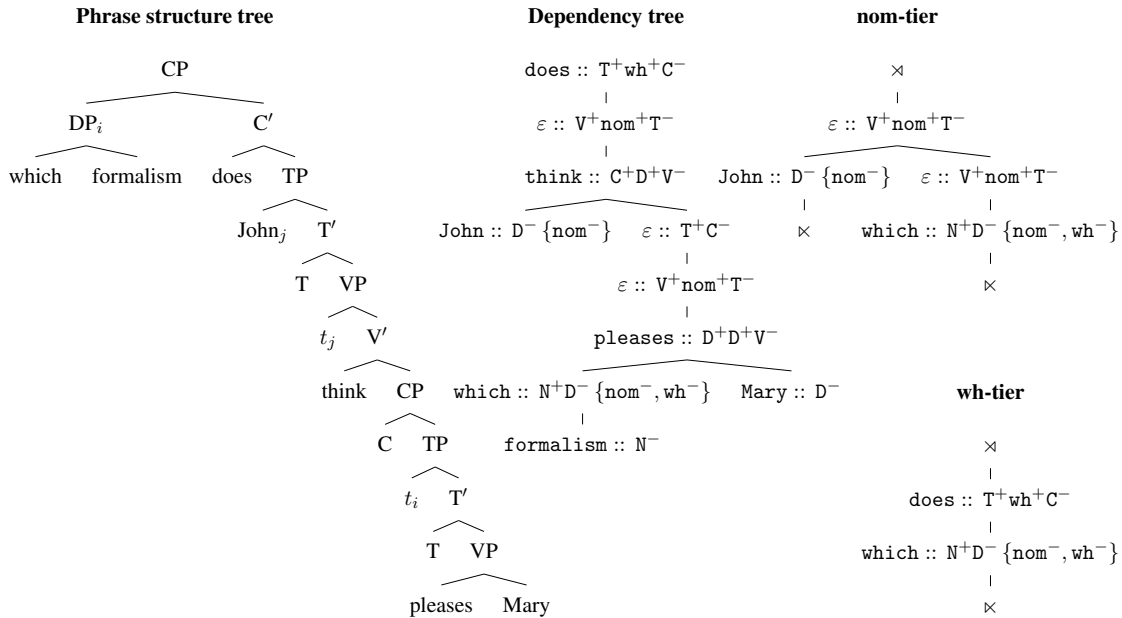 Phrase structure tree Dependency tree nom-tier
CP does :: T⁺wh⁺C⁻ ⋊
DPᵢ C′ ε :: V⁺nom⁺T⁻ ε :: V⁺nom⁺T⁻
which formalism does TP think :: C⁺D⁺V⁻ John :: D⁻ {nom⁻} ε :: V⁺nom⁺T⁻
Johnⱼ T′ John :: D⁻ {nom⁻} ε :: T⁺C⁻ ⋉ which :: N⁺D⁻ {nom⁻, wh⁻}
T VP ε :: V⁺nom⁺T⁻ ⋉
tⱼ V′ pleases :: D⁺D⁺V⁻
think CP which :: N⁺D⁻ {nom⁻, wh⁻} Mary :: D⁻ wh-tier
C TP formalism :: N⁻ ⋊
tᵢ T′ does :: T⁺wh⁺C⁻
T VP which :: N⁺D⁻ {nom⁻, wh⁻}
pleases Mary ⋉